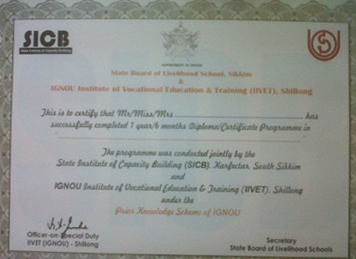 SICB
State Institute of Capacity Building
GOVERNMENT OF SIKKIM
State Board of Livelihood School, Sikkim
&
IGNOU Institute of Vocational Education & Training (IIVET), Shillong
This is to certify that Mr/Miss/Mrs has
successfully completed 1 year/6 months Diploma/Certificate Programme in
The programme was conducted jointly by the
State Institute of Capacity Building (SICB), Karfectar, South Sikkim
and
IGNOU Institute of Vocational Education & Training (IIVET), Shillong
under the
Prior Knowledge Scheme of IGNOU
Officer-on-Special Duty
IIVET (IGNOU) - Shillong
Secretary
State Board of Livelihood Schools